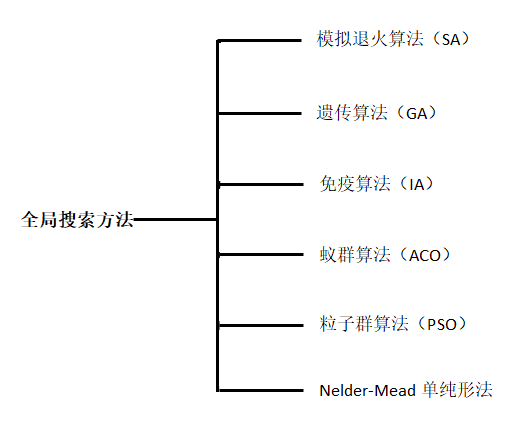 全局搜索方法
模拟退火算法（SA）
遗传算法（GA）
免疫算法（IA）
蚁群算法（ACO）
粒子群算法（PSO）
Nelder-Mead 单纯形法